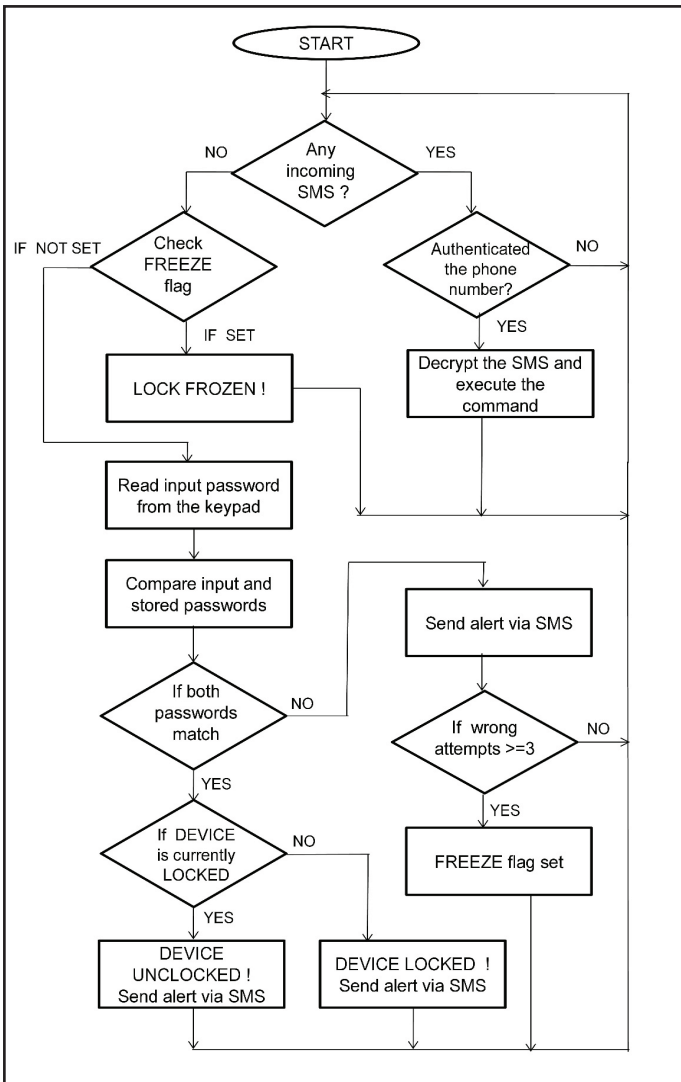 START
Any
incoming
SMS ?
NO
YES
Check
FREEZE
flag
IF NOT SET
IF SET
LOCK FROZEN !
Authenticated
the phone
number?
NO
YES
Decrypt the SMS and
execute the
command
Read input password
from the keypad
Compare input and
stored passwords
If both
passwords
match
NO
YES
Send alert via SMS
If wrong
attempts >=3
NO
YES
FREEZE flag set
If DEVICE
is currently
LOCKED
NO
YES
DEVICE
UNCLOCKED !
Send alert via SMS
DEVICE LOCKED !
Send alert via SMS